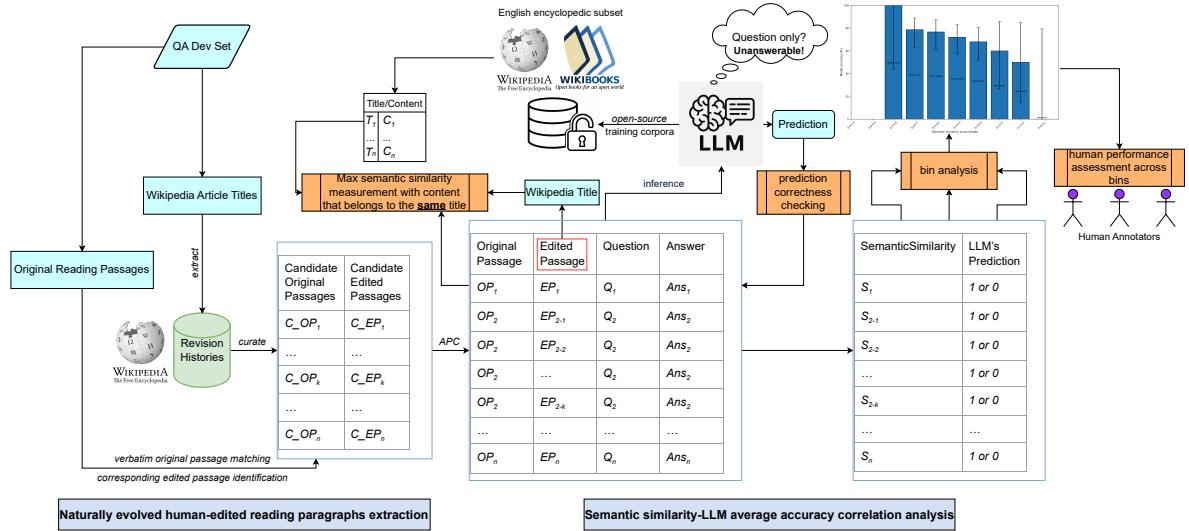 QA Dev Set
Wikipedia Article Titles
Original Reading Passages
extract
WIKIPEDIA
The Free Encyclopedia
Revision
Histories
curate
verbatim original passage matching
corresponding edited passage identification
Candidate
Original
Passages
Candidate
Edited
Passages
C_OP1
C_EP1
…
…
C_OPk
C_EPk
…
…
C_OPn
C_EPn
APC
English encyclopedic subset
WIKIPEDIA
The Free Encyclopedia
WIKIBOOKS
Open books for an open world
Title/Content
T1
C1
...
...
Tn
Cn
open-source
training corpora
Question only?
Unanswerable!
LLM
Prediction
Max semantic similarity
measurement with content
that belongs to the same title
Wikipedia Title
inference
prediction
correctness
checking
Original
Passage
Edited
Passage
Question
Answer
OP1
EP1
Q1
Ans1
OP2
EP2-1
Q2
Ans2
OP2
EP2-2
Q2
Ans2
OP2
…
Q2
Ans2
OP2
EP2-k
Q2
Ans2
…
…
…
…
OPn
EPn
Qn
Ansn
bin analysis
human performance
assessment across
bins
Human Annotators
SemanticSimilarity
LLM's
Prediction
S1
1 or 0
S2-1
1 or 0
S2-2
1 or 0
…
1 or 0
S2-k
1 or 0
…
…
Sn
1 or 0
Naturally evolved human-edited reading paragraphs extraction
Semantic similarity-LLM average accuracy correlation analysis